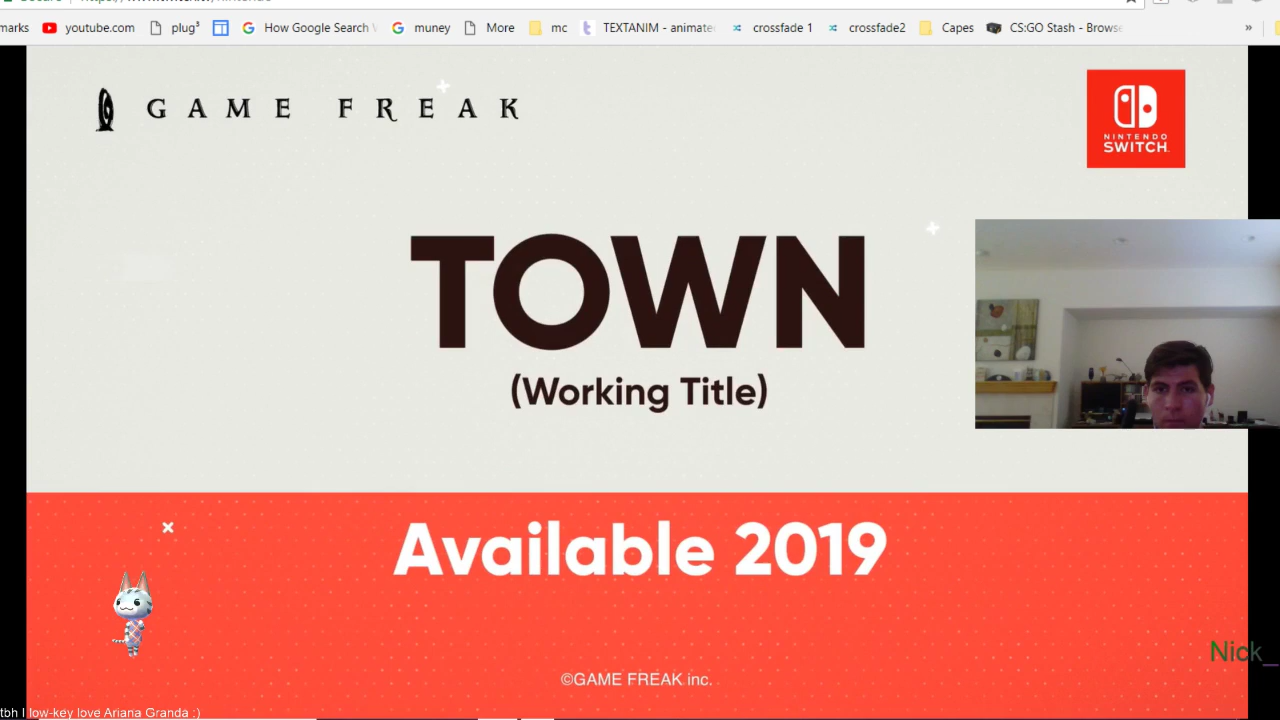 marks youtube.com plug³ How Google Search W muney More mc TEXTANIM - animate crossfade 1 crossfade2 Capes CS:GO Stash - Browse »
GAME FREAK
NINTENDO
SWITCH
TOWN
(Working Title)
Available 2019
Nick_
©GAME FREAK inc.
tbh I low-key love Ariana Granda ;)